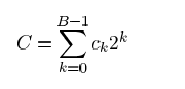 $C = \sum_{k=0}^{B-1} c_k 2^k$